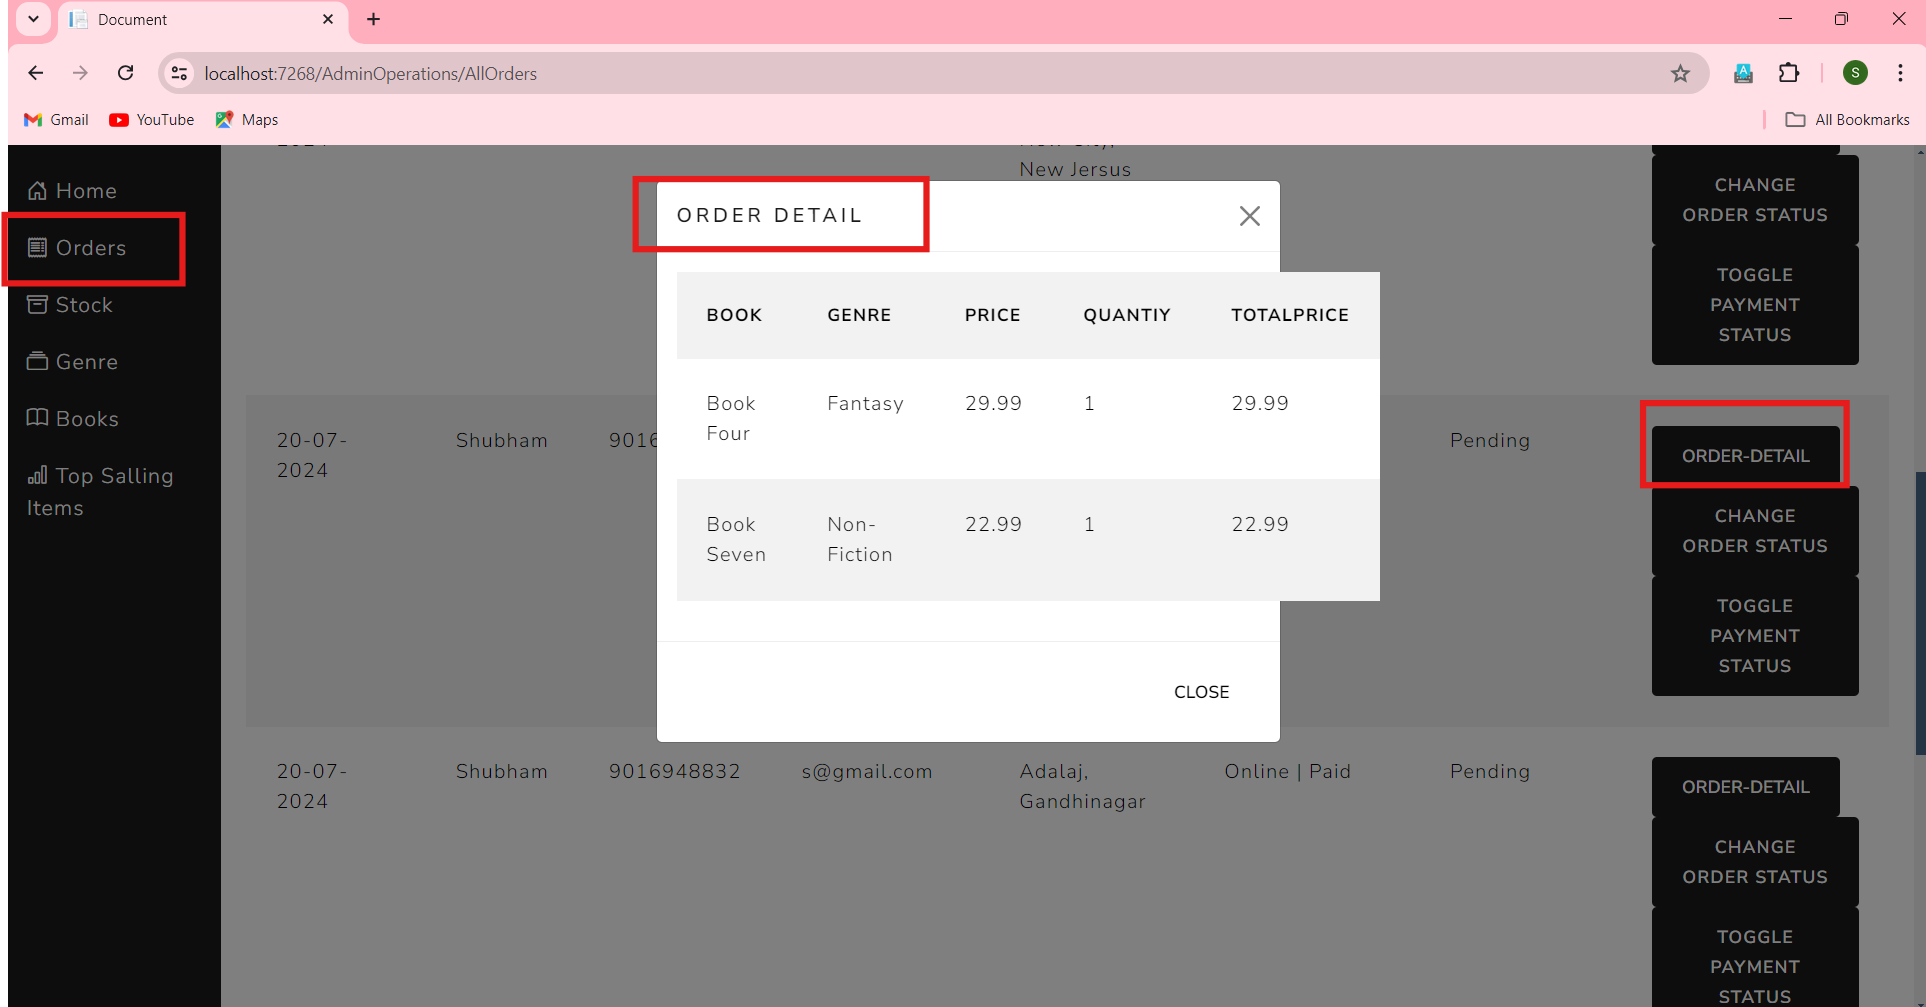 Document
localhost:7268/AdminOperations/AllOrders
S
Gmail
YouTube
Maps
All Bookmarks
Home
Orders
Stock
Genre
Books
Top Salling
Items
New Jersus
CHANGE
ORDER STATUS
TOGGLE
PAYMENT
STATUS
ORDER DETAIL
BOOK GENRE PRICE QUANTIY TOTALPRICE
Book Fantasy 29.99 1 29.99
Four
Book Non- 22.99 1 22.99
Seven Fiction
CLOSE
20-07- Shubham 9016 Pending
2024
ORDER-DETAIL
CHANGE
ORDER STATUS
TOGGLE
PAYMENT
STATUS
20-07- Shubham 9016948832 s@gmail.com Adalaj, Online | Paid Pending
2024 Gandhinagar
ORDER-DETAIL
CHANGE
ORDER STATUS
TOGGLE
PAYMENT
STATUS